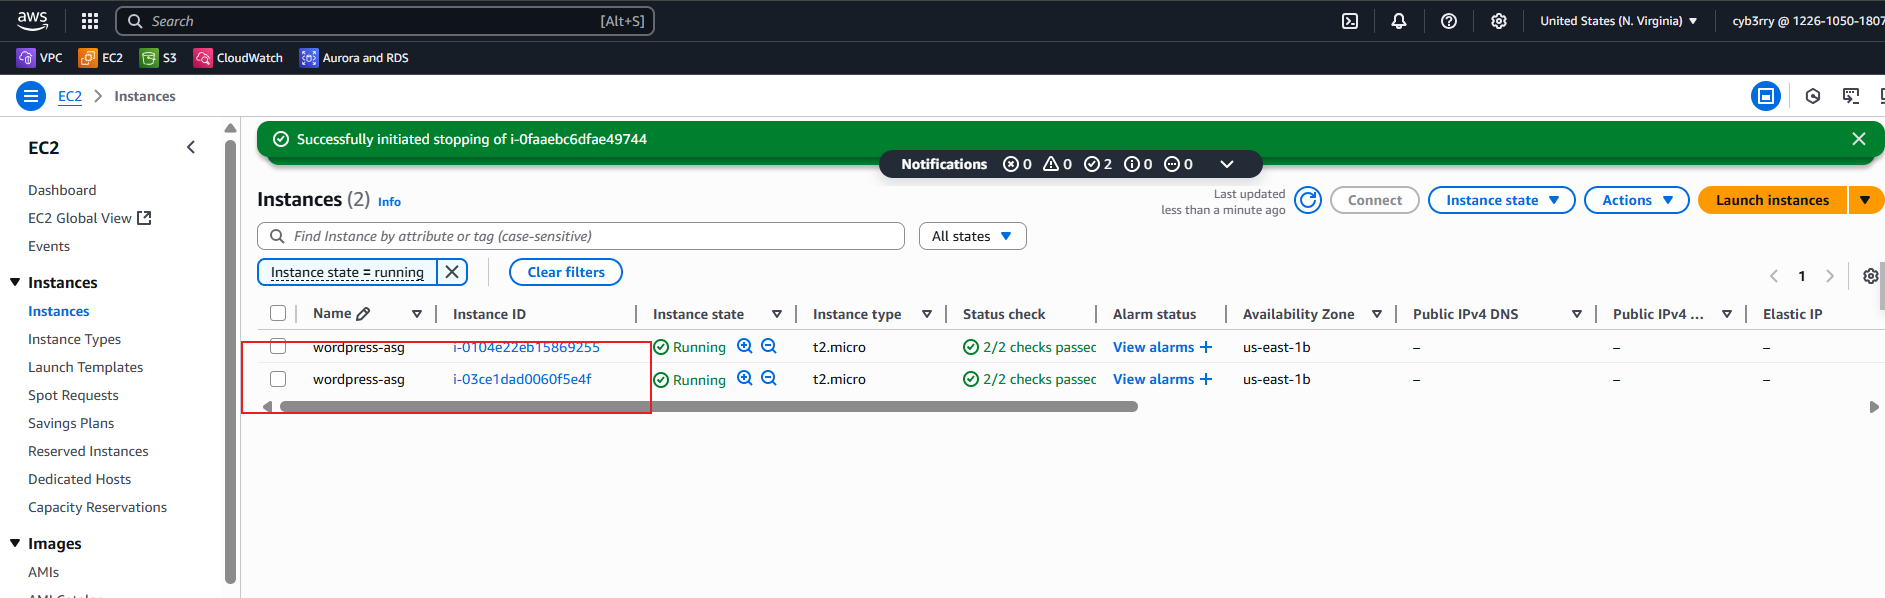 aws
Search [Alt+S]
United States (N. Virginia) cyb3rry @ 1226-1050-1807
VPC EC2 S3 CloudWatch Aurora and RDS
EC2 Instances
EC2
Dashboard
EC2 Global View
Events
Instances
Instances
Instance Types
Launch Templates
Spot Requests
Savings Plans
Reserved Instances
Dedicated Hosts
Capacity Reservations
Images
AMIs
Successfully initiated stopping of i-0faaebc6dfae49744
Notifications 0 0 2 0 0
Instances (2) Info
Last updated
less than a minute ago
Connect Instance state Actions Launch instances
Find Instance by attribute or tag (case-sensitive) All states
Instance state = running Clear filters
1
Name Instance ID Instance state Instance type Status check Alarm status Availability Zone Public IPv4 DNS Public IPv4 ... Elastic IP
wordpress-asg i-0104e22eb15869255 Running t2.micro 2/2 checks passed View alarms + us-east-1b – – –
wordpress-asg i-03ce1dad0060f5e4f Running t2.micro 2/2 checks passed View alarms + us-east-1b – – –